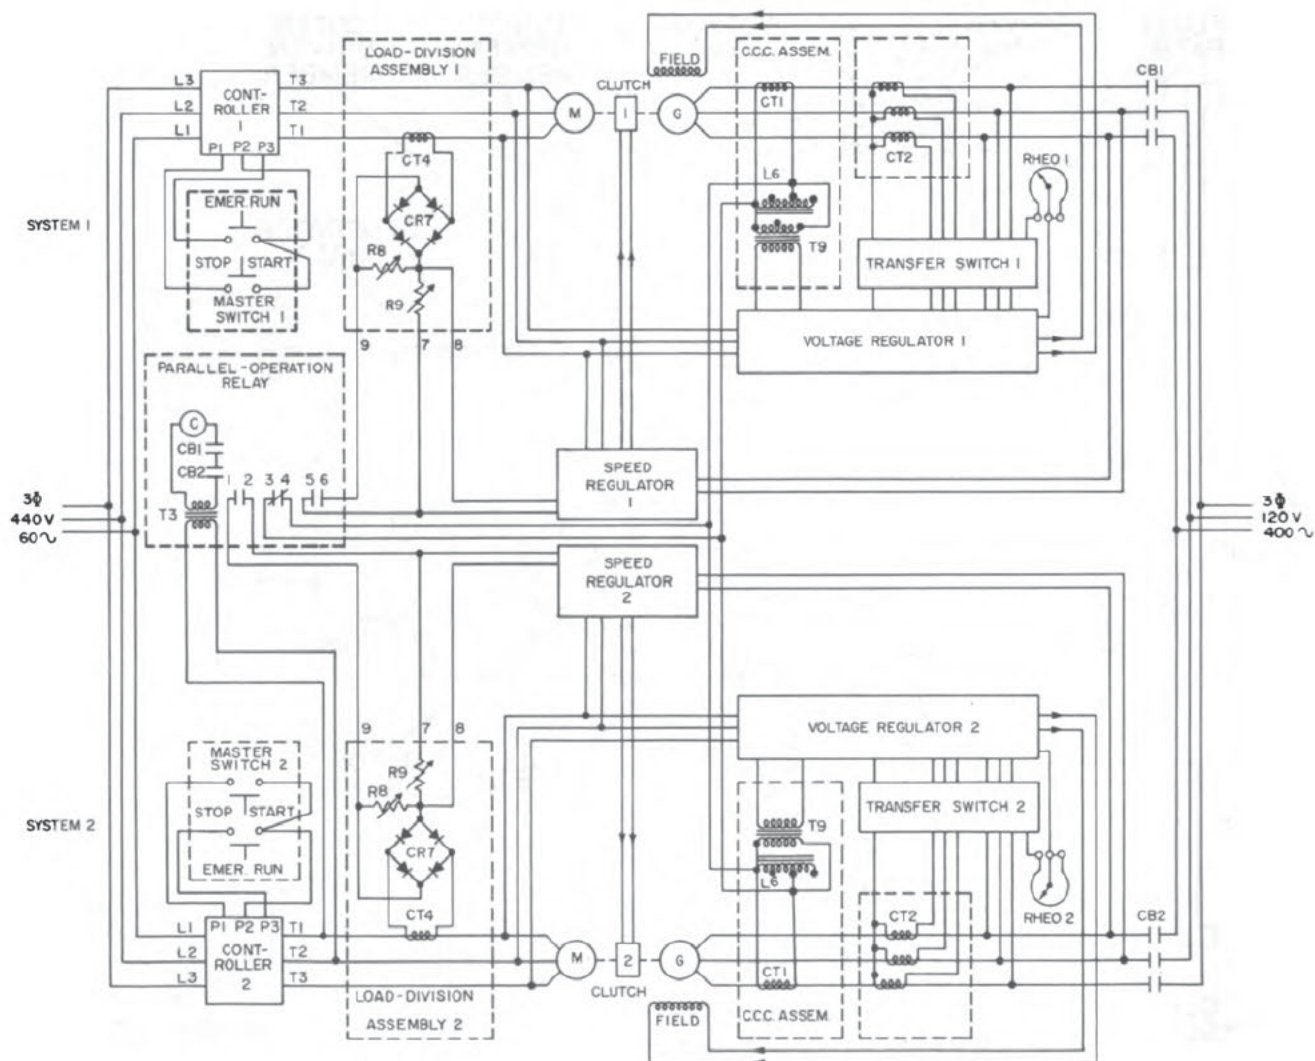 LOAD-DIVISION
ASSEMBLY 1
FIELD
C.C.C. ASSEM.
CLUTCH
CB1
L3
CONT-
ROLLER
1
T3
L2
T2
L1
T1
P1 P2 P3
M
1
G
CT1
CT2
CT4
RHEO 1
EMER. RUN
SYSTEM 1
STOP START
MASTER
SWITCH 1
CR7
R8
R9
L6
T9
TRANSFER SWITCH 1
9 7 8
VOLTAGE REGULATOR 1
PARALLEL-OPERATION
RELAY
C
CB1
CB2
1 2 3 4 5 6
T3
SPEED
REGULATOR
1
3Φ
440 V
60 ~
3Φ
120 V
400 ~
SPEED
REGULATOR
2
9 7 8
VOLTAGE REGULATOR 2
MASTER
SWITCH 2
R9
R8
STOP START
TRANSFER SWITCH 2
SYSTEM 2
T9
CR7
EMER. RUN
L6
RHEO 2
P1 P2 P3
CT4
CT2
CB2
L1
T1
L2
CONT-
ROLLER
2
T2
L3
T3
M
2
G
CT1
CLUTCH
LOAD-DIVISION
ASSEMBLY 2
FIELD
C.C.C. ASSEM.